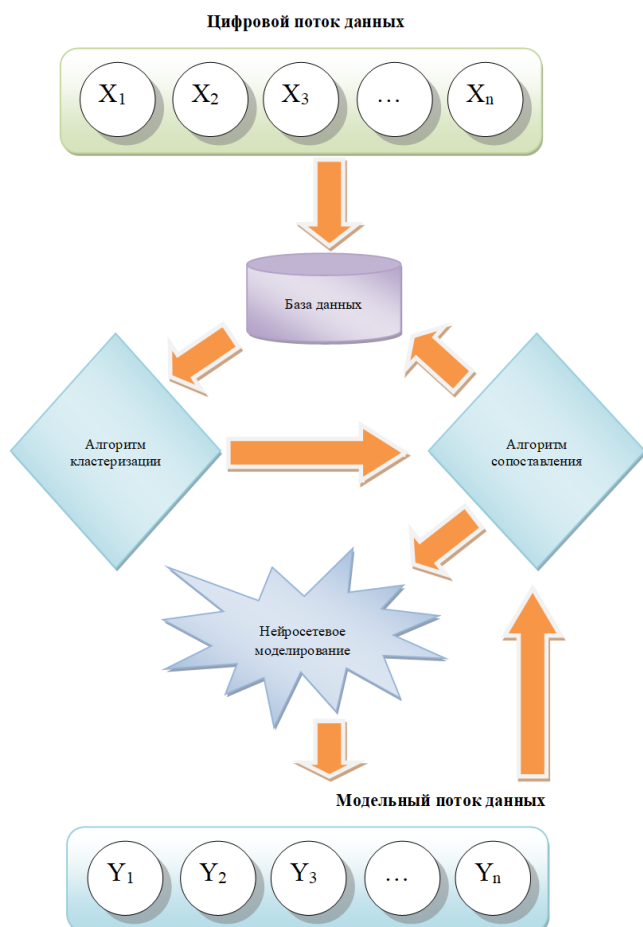 Цифровой поток данных
X1 X2 X3 … Xn
База данных
Алгоритм
кластеризации
Алгоритм
сопоставления
Нейросетевое
моделирование
Модельный поток данных
Y1 Y2 Y3 … Yn